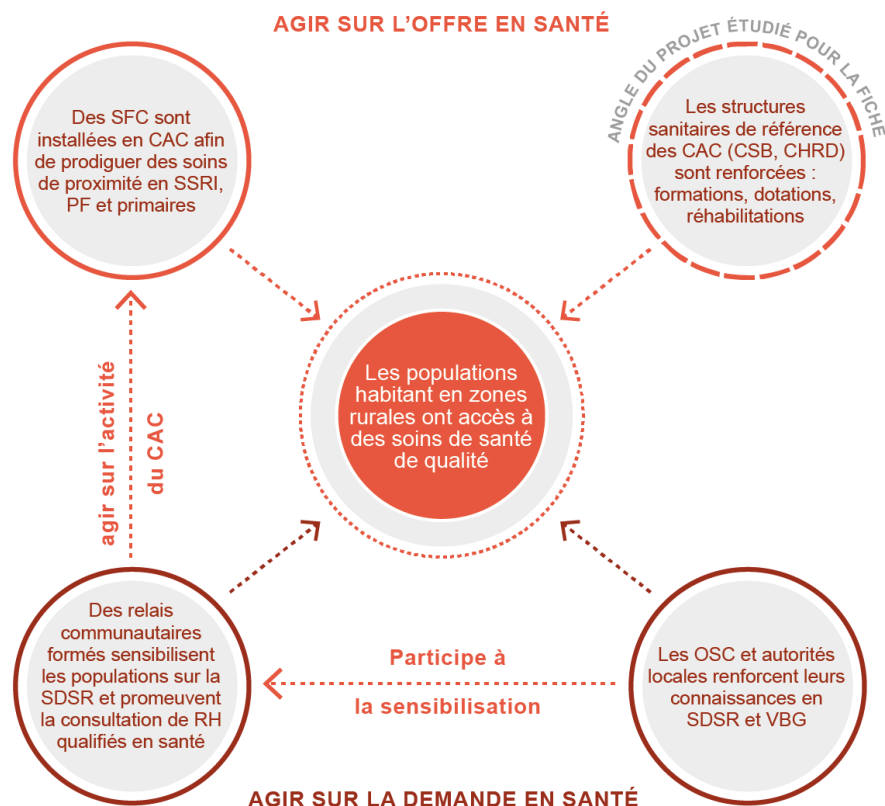 AGIR SUR L’OFFRE EN SANTÉ
ANGLE DU PROJET ÉTUDIÉ POUR LA FICHE
Des SFC sont
installées en CAC afin
de prodiguer des soins
de proximité en SSRI,
PF et primaires
Les structures
sanitaires de référence
des CAC (CSB, CHRD)
sont renforcées :
formations, dotations,
réhabilitations
Les populations
habitant en zones
rurales ont accès à
des soins de santé
de qualité
agir sur l’activité
du CAC
Des relais
communautaires
formés sensibilisent
les populations sur la
SDSR et promeuvent
la consultation de RH
qualifiés en santé
Participe à
la sensibilisation
Les OSC et autorités
locales renforcent leurs
connaissances en
SDSR et VBG
AGIR SUR LA DEMANDE EN SANTÉ